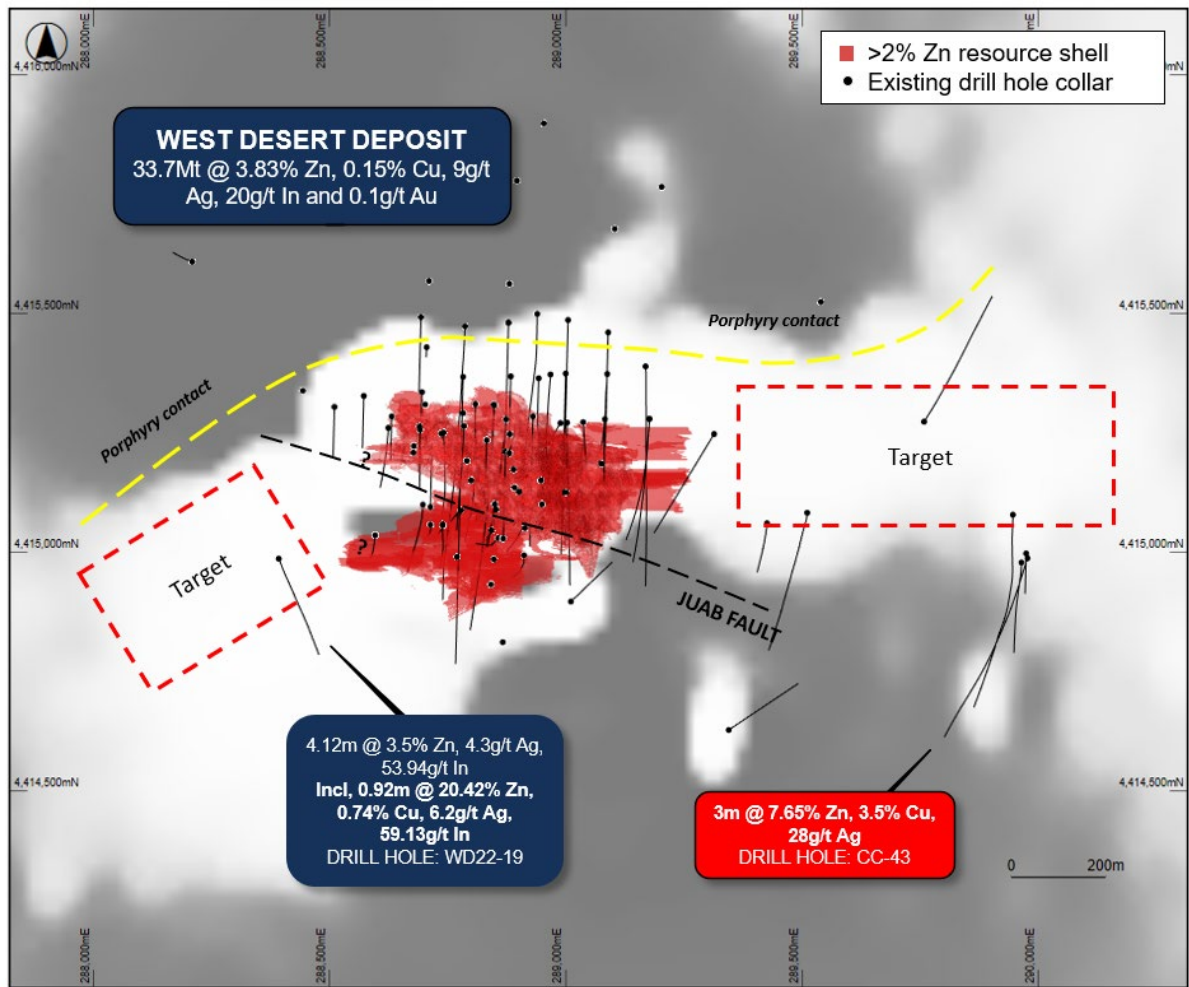 288,000mE
288,500mE
289,000mE
289,500mE
290,000mE
4,416,000mN
>2% Zn resource shell
Existing drill hole collar
WEST DESERT DEPOSIT
33.7Mt @ 3.83% Zn, 0.15% Cu, 9g/t
Ag, 20g/t In and 0.1g/t Au
4,415,500mN
4,415,500mN
Porphyry contact
Porphyry contact
?
Target
Target
?
4,415,000mN
4,415,000mN
JUAB FAULT
4.12m @ 3.5% Zn, 4.3g/t Ag,
53.94g/t In
Incl, 0.92m @ 20.42% Zn,
0.74% Cu, 6.2g/t Ag,
59.13g/t In
DRILL HOLE: WD22-19
3m @ 7.65% Zn, 3.5% Cu,
28g/t Ag
DRILL HOLE: CC-43
4,414,500mN
4,414,500mN
0 200m
288,000mE
288,500mE
289,000mE
289,500mE
290,000mE